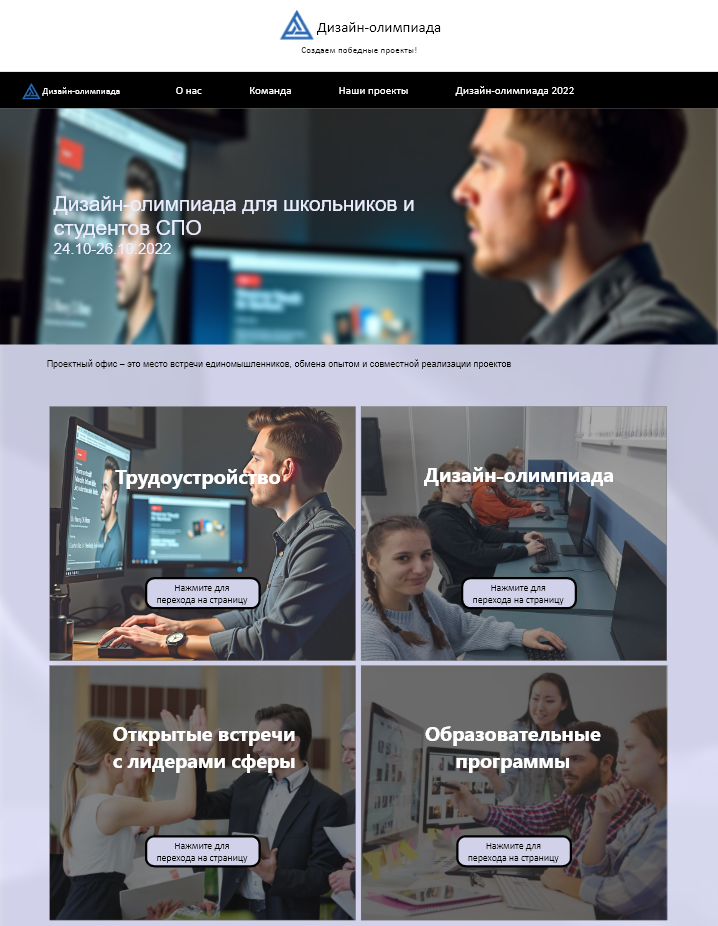 Дизайн-олимпиада
Создаем победные проекты!
Дизайн-олимпиада
О нас
Команда
Наши проекты
Дизайн-олимпиада 2022
Дизайн-олимпиада для школьников и
студентов СПО
24.10-26.10.2022
Проектный офис – это место встречи единомышленников, обмена опытом и совместной реализации проектов
Трудоустройство
Нажмите для
перехода на страницу
Дизайн-олимпиада
Нажмите для
перехода на страницу
Открытые встречи
с лидерами сферы
Нажмите для
перехода на страницу
Образовательные
программы
Нажмите для
перехода на страницу